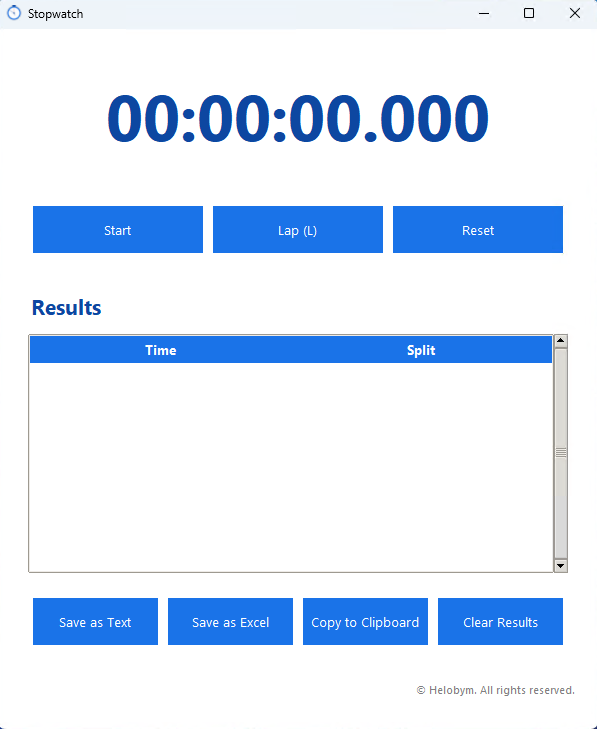 Stopwatch
00:00:00.000
Start Lap (L) Reset
Results
Time Split
Save as Text Save as Excel Copy to Clipboard Clear Results
© Helobym. All rights reserved.